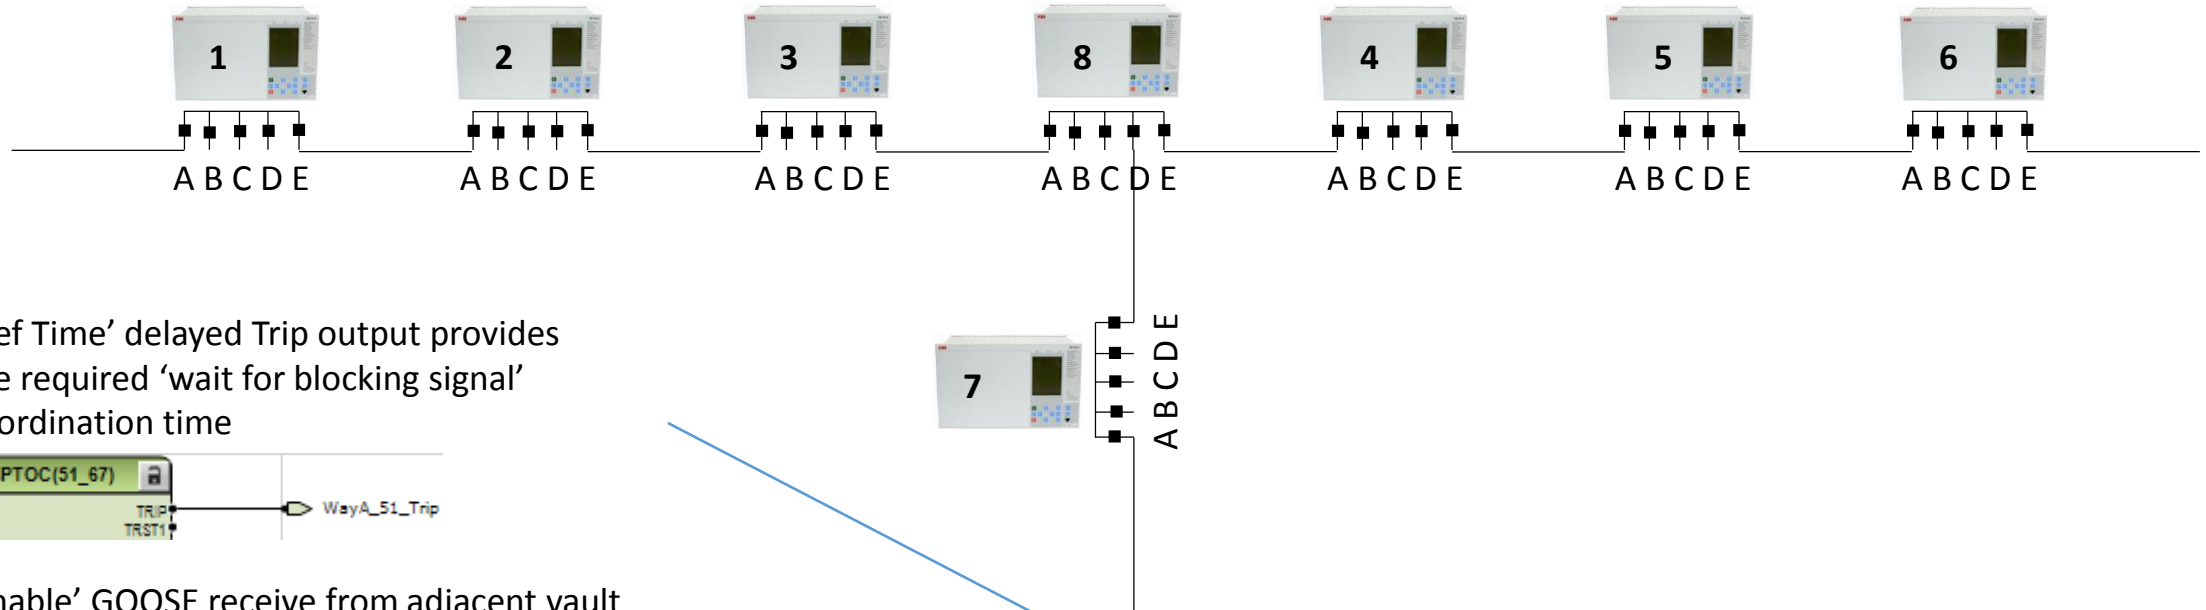 1 2 3 8 4 5 6
A B C D E A B C D E A B C D E A B C D E A B C D E A B C D E A B C D E
ef Time’ delayed Trip output provides
e required ‘wait for blocking signal’
ordination time
PTOC(51_67)
TRIP
TRST1
WayA_51_Trip
nable’ GOOSE receive from adjacent vault
7
A B C D E